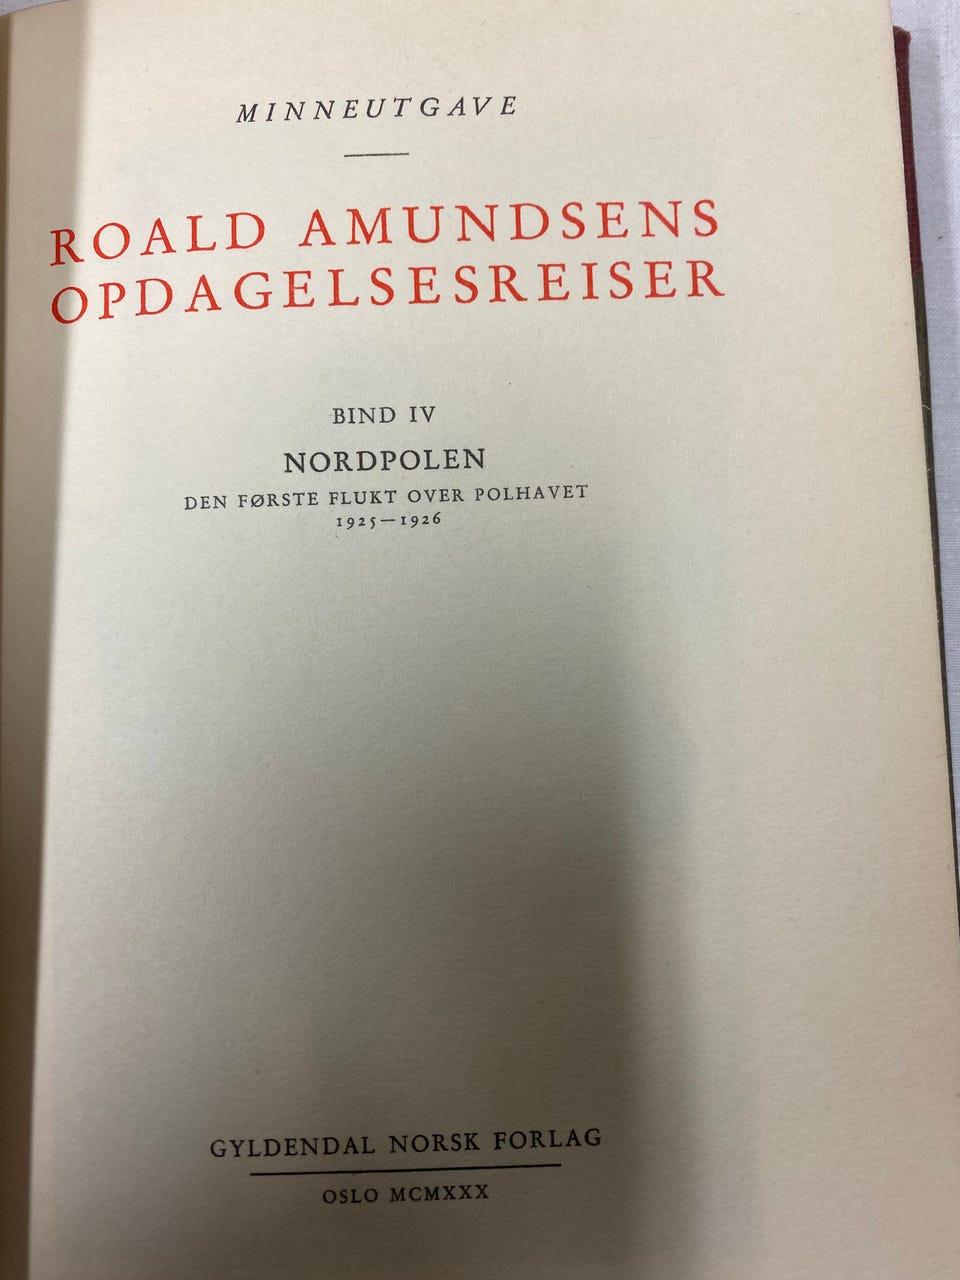 MINNEUTGAVE
ROALD AMUNDSENS
OPDAGELSESREISER
BIND IV
NORDPOLEN
DEN FØRSTE FLUKT OVER POLHAVET
1925—1926
GYLDENDAL NORSK FORLAG
OSLO MCMXXX